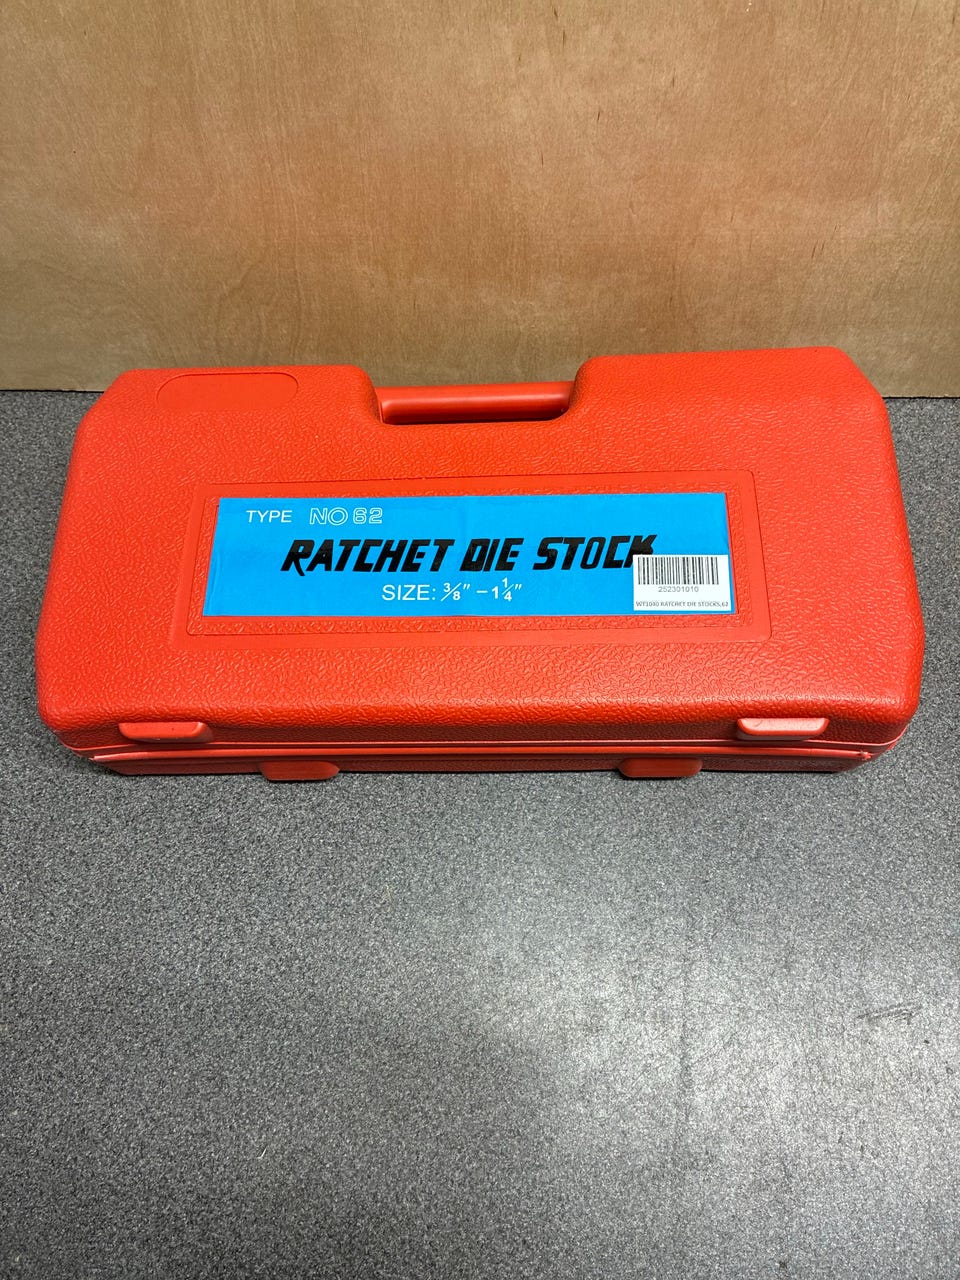 TYPE NO 62
RATCHET DIE STOCK
SIZE: 3/8" – 1 1/4"
252301010
WT1040 RATCHET DIE STOCKS,62